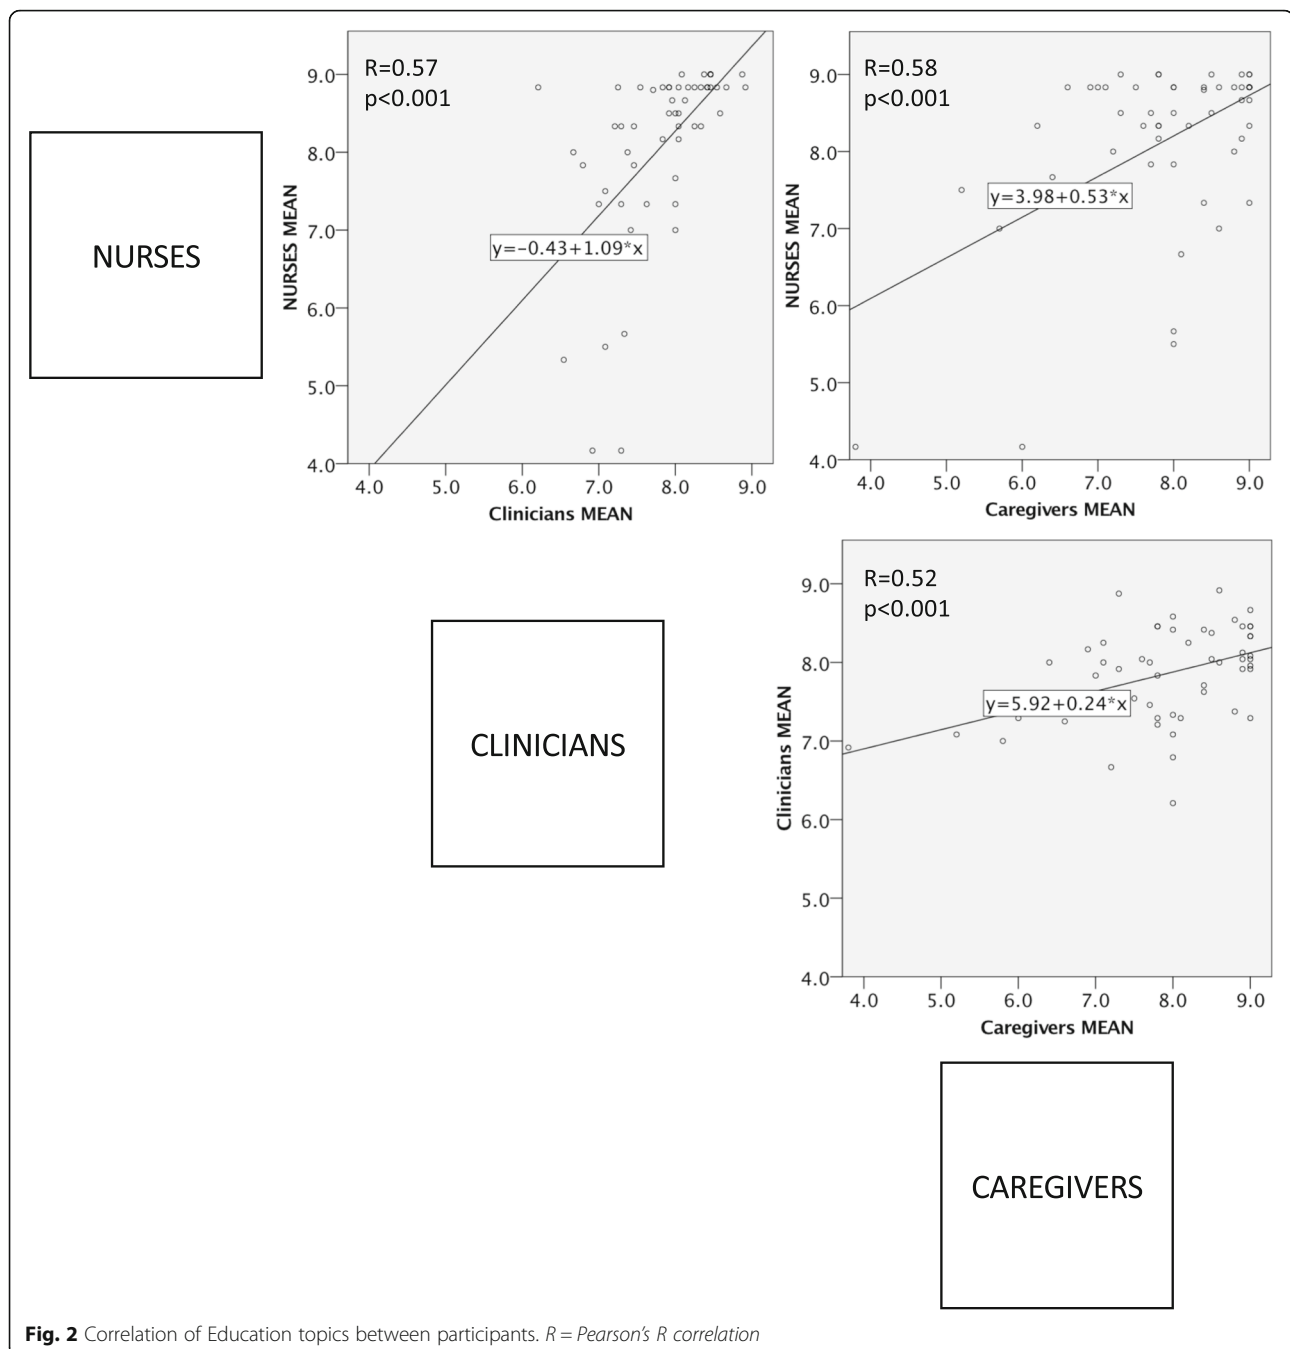 R=0.57
p<0.001
9.0
8.0
7.0
6.0
5.0
4.0
NURSES MEAN
y=−0.43+1.09*x
4.0 5.0 6.0 7.0 8.0 9.0
Clinicians MEAN
R=0.58
p<0.001
9.0
8.0
7.0
6.0
5.0
4.0
NURSES MEAN
y=3.98+0.53*x
4.0 5.0 6.0 7.0 8.0 9.0
Caregivers MEAN
NURSES
R=0.52
p<0.001
9.0
8.0
7.0
6.0
5.0
4.0
Clinicians MEAN
y=5.92+0.24*x
4.0 5.0 6.0 7.0 8.0 9.0
Caregivers MEAN
CLINICIANS
CAREGIVERS
Fig. 2 Correlation of Education topics between participants. R = Pearson's R correlation